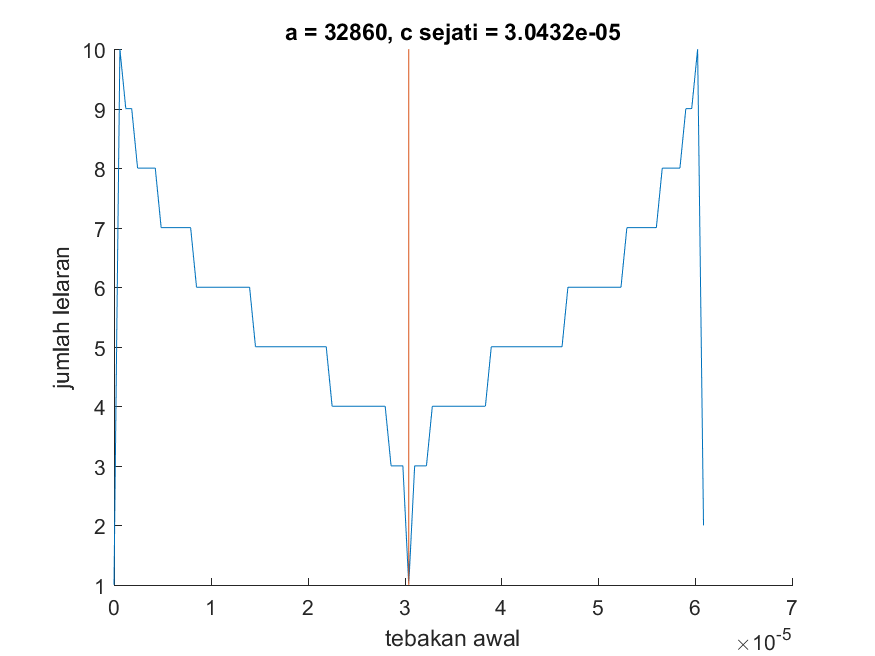 a = 32860, c sejati = 3.0432e-05
10
9
8
7
6
5
4
3
2
1
jumlah lelaran
0 1 2 3 4 5 6 7
tebakan awal
×10-5